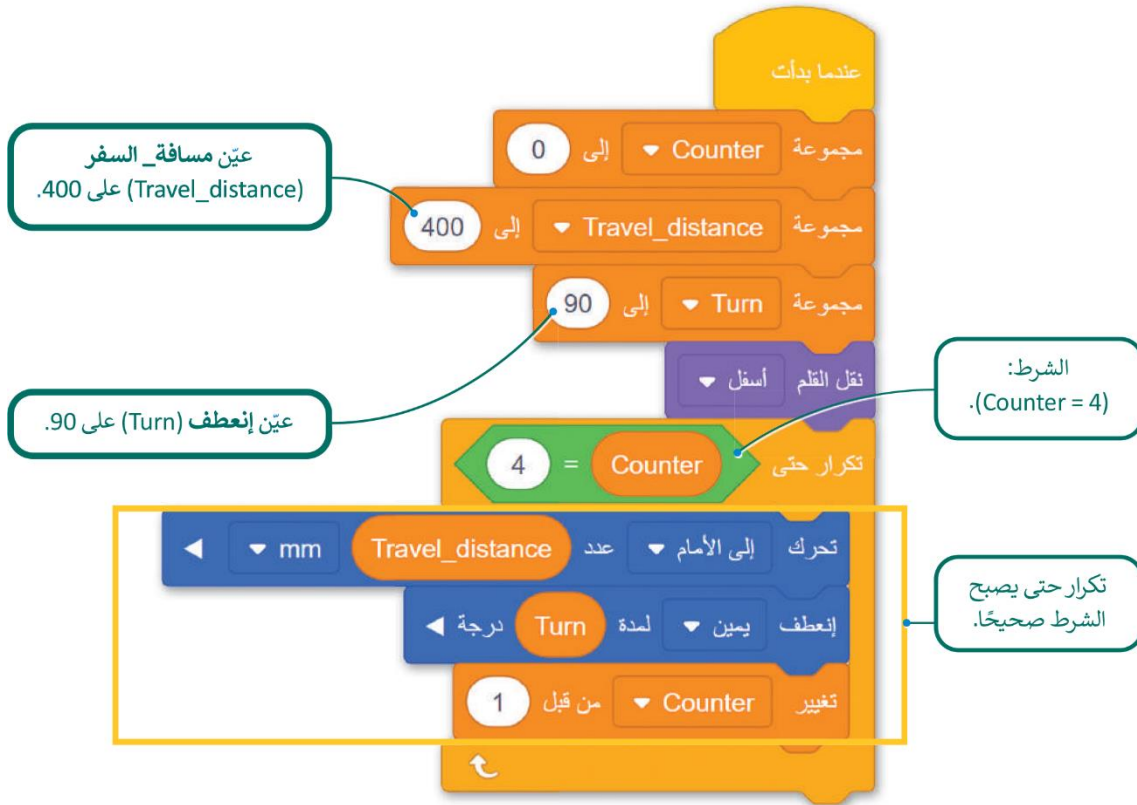 عندما بدأت
مجموعة Counter إلى 0
مجموعة Travel_distance إلى 400
مجموعة Turn إلى 90
نقل القلم أسفل
تكرار حتى Counter = 4
تحرك إلى الأمام عدد Travel_distance mm
إنعطف يمين لمدة Turn درجة
تغيير Counter من قبل 1
عيّن مسافة_ السفر
(Travel_distance) على 400.
عيّن إنعطف (Turn) على 90.
الشرط:
(Counter = 4).
تكرار حتى يصبح
الشرط صحيحًا.